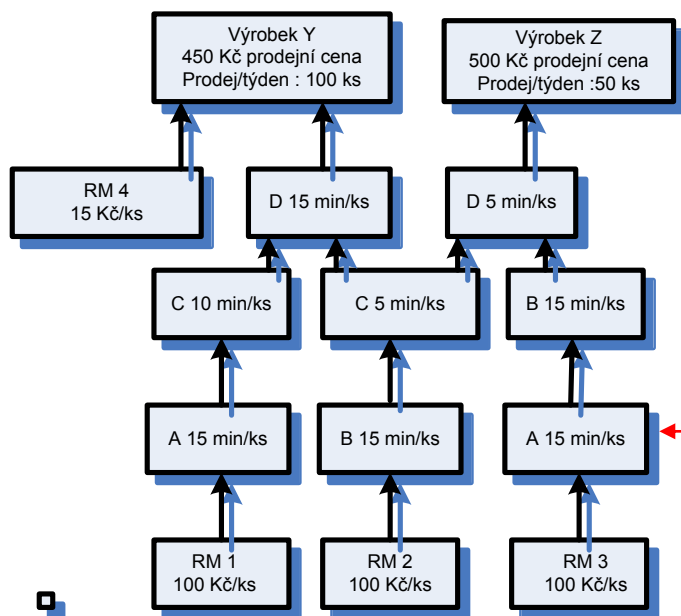 Výrobek Y
450 Kč prodejní cena
Prodej/týden : 100 ks
Výrobek Z
500 Kč prodejní cena
Prodej/týden :50 ks
RM 4
15 Kč/ks
D 15 min/ks
D 5 min/ks
C 10 min/ks
C 5 min/ks
B 15 min/ks
A 15 min/ks
B 15 min/ks
A 15 min/ks
RM 1
100 Kč/ks
RM 2
100 Kč/ks
RM 3
100 Kč/ks